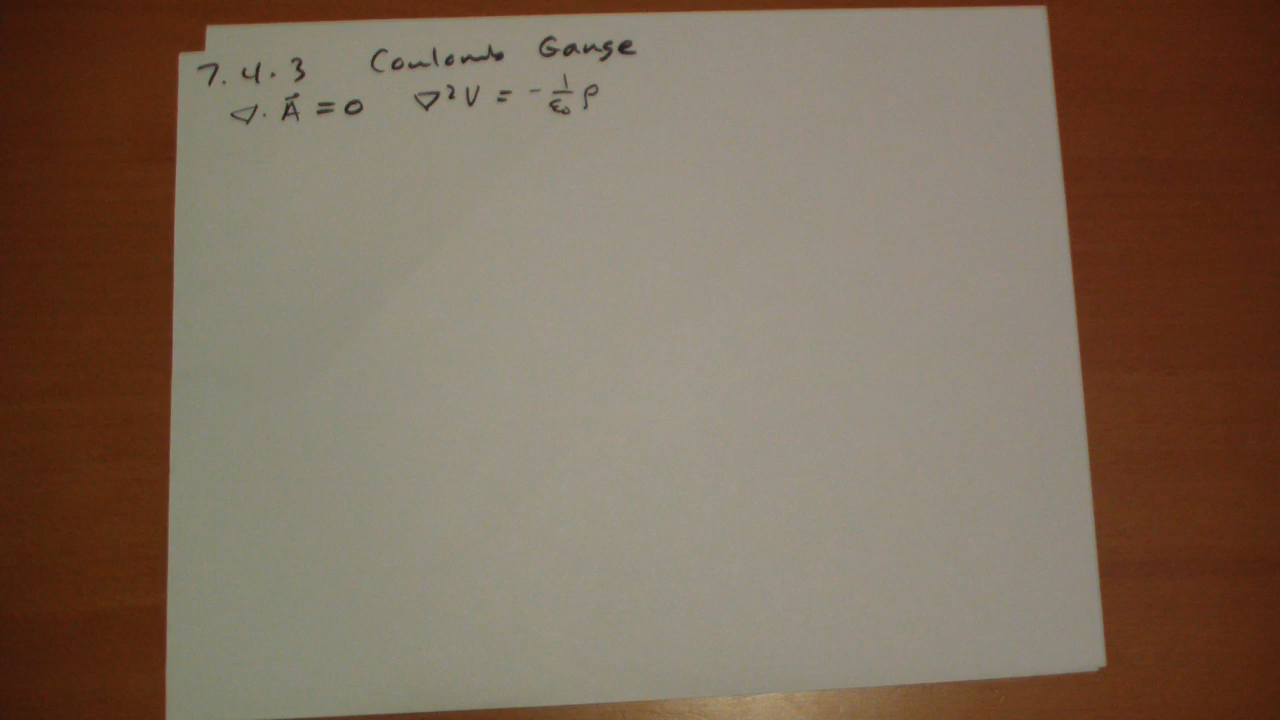 7.4.3 Coulomb Gauge
∇·A⃗ = 0 ∇²V = -1/ε₀ ρ